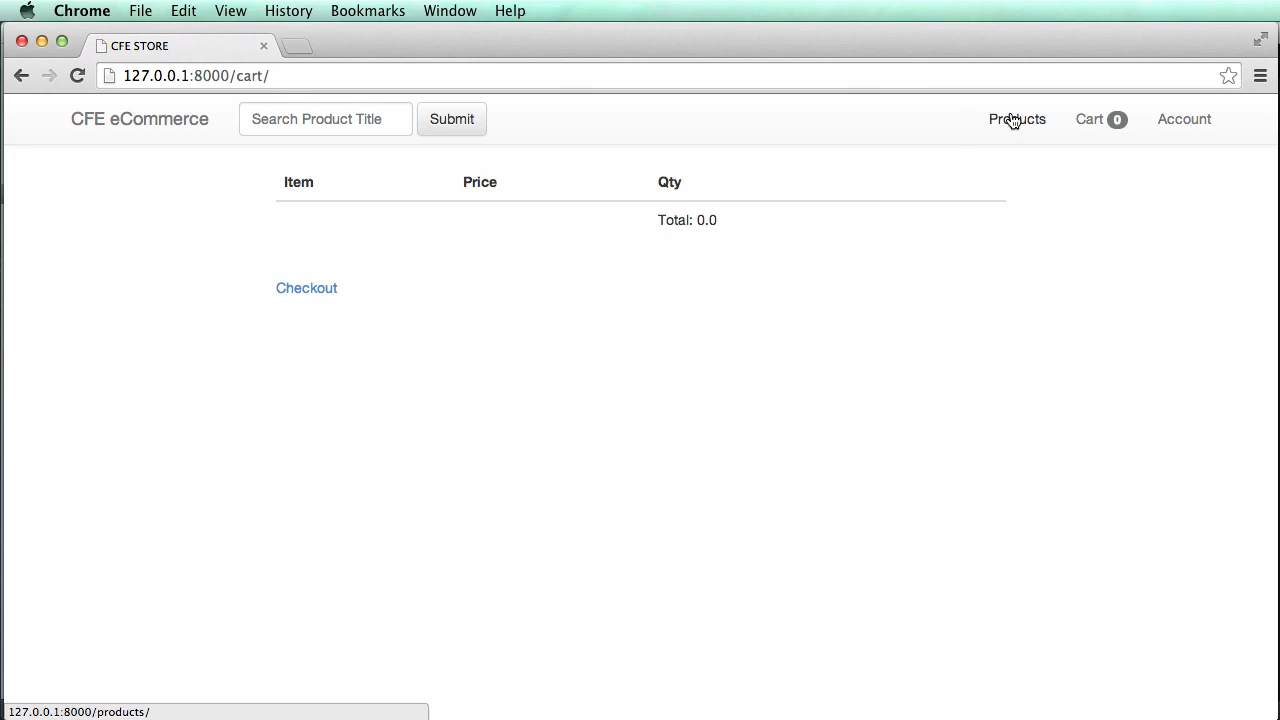 Chrome File Edit View History Bookmarks Window Help
CFE STORE
127.0.0.1:8000/cart/
CFE eCommerce Search Product Title Submit Products Cart 0 Account
Item Price Qty
Total: 0.0
Checkout
127.0.0.1:8000/products/